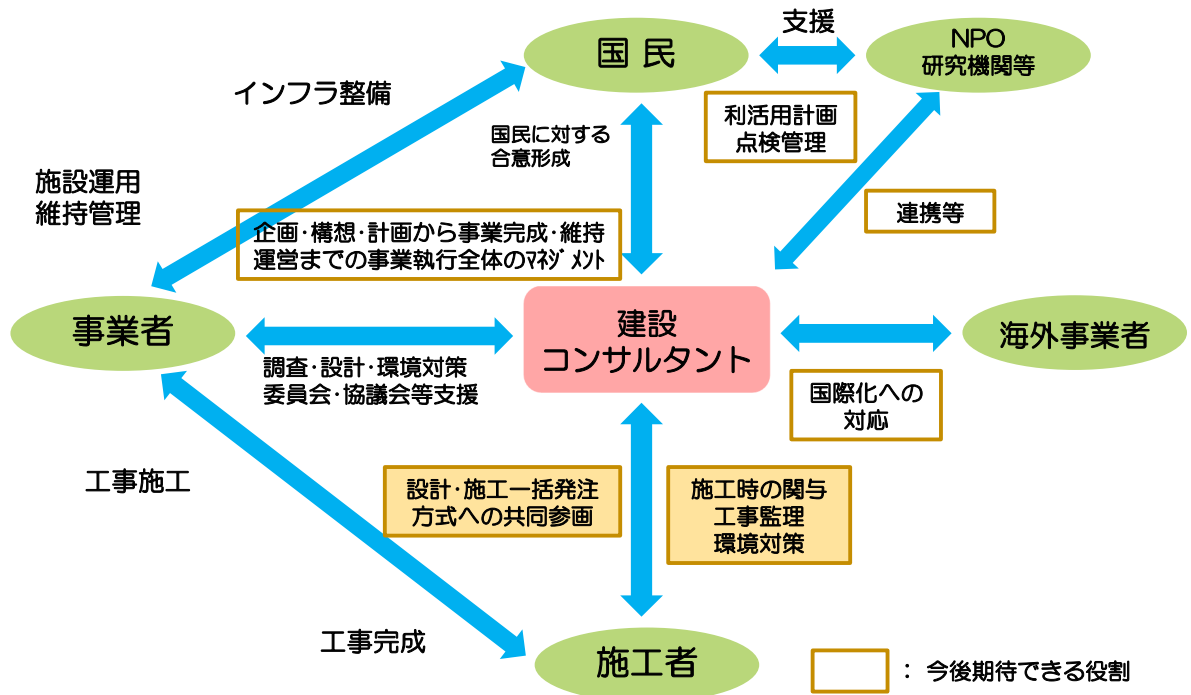 支援
国 民
NPO
研究機関等
インフラ整備
利活用計画
点検管理
国民に対する
合意形成
施設運用
維持管理
連携等
企画・構想・計画から事業完成・維持
運営までの事業執行全体のﾏﾈｼﾞﾒﾝﾄ
事業者
建設
コンサルタント
海外事業者
調査・設計・環境対策
委員会・協議会等支援
国際化への
対応
工事施工
設計・施工一括発注
方式への共同参画
施工時の関与
工事監理
環境対策
工事完成
施工者
：今後期待できる役割